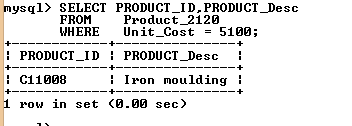 mysql> SELECT PRODUCT_ID,PRODUCT_Desc
FROM Product_2120
WHERE Unit_Cost = 5100;
+------------+---------------+
| PRODUCT_ID | PRODUCT_Desc |
+------------+---------------+
| C11008 | Iron moulding |
+------------+---------------+
1 row in set (0.00 sec)
mysql>